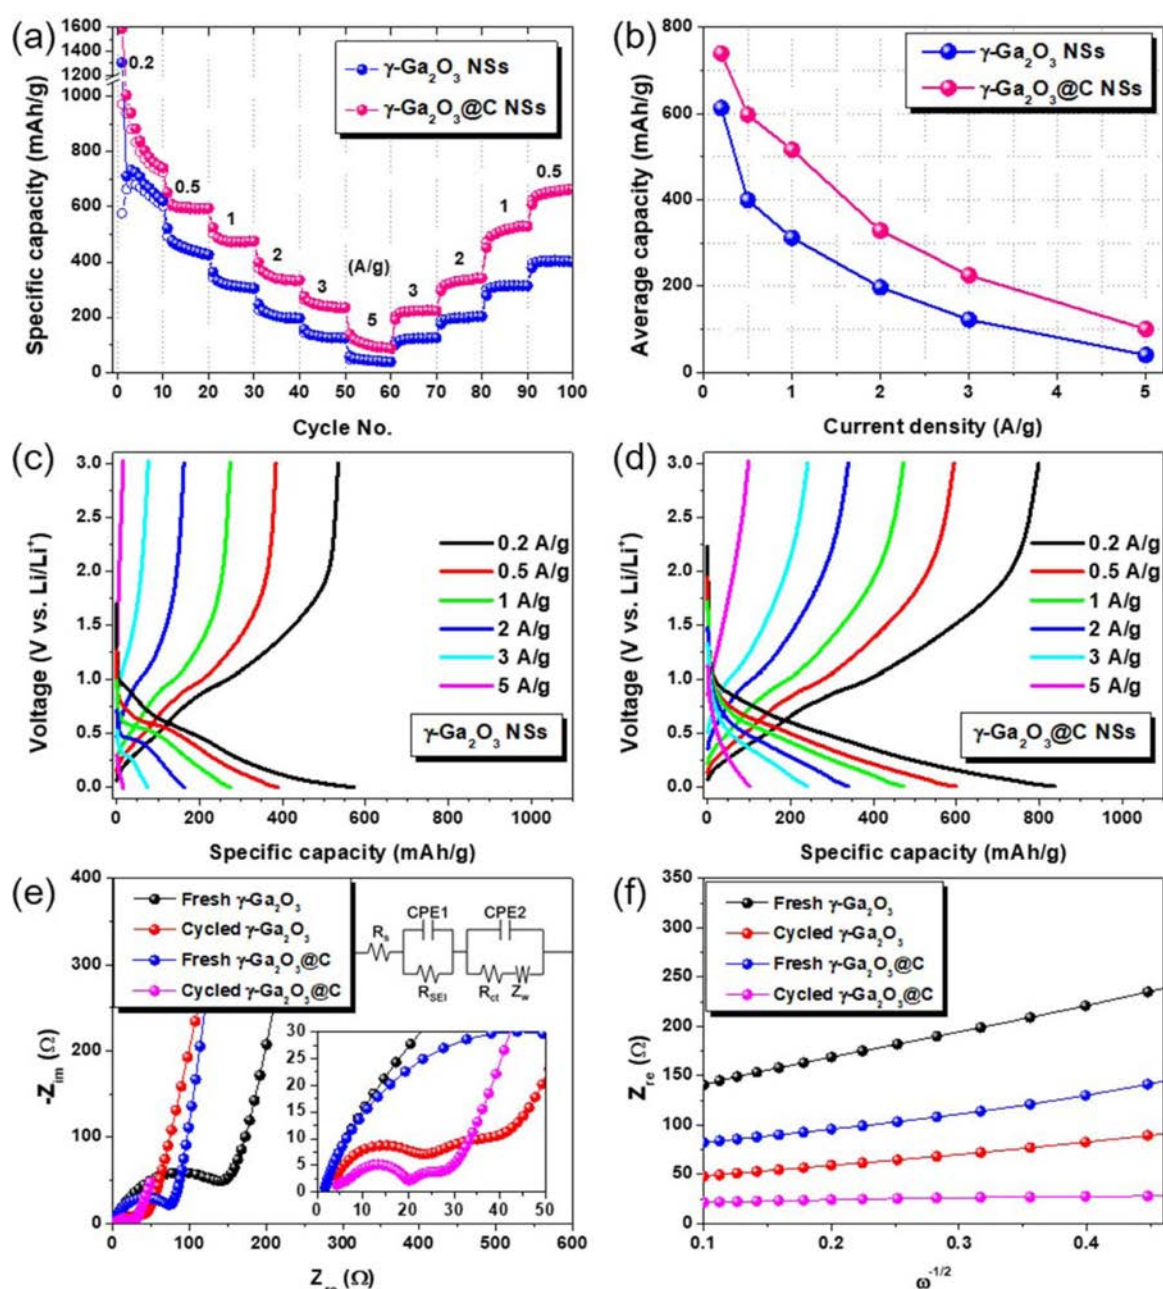 (a)
Specific capacity (mAh/g)
1600
1400
1200
1000
800
600
400
200
0
0.2
0.5
1
2
3
(A/g)
5
3
2
1
0.5
γ-Ga₂O₃ NSs
γ-Ga₂O₃@C NSs
0 10 20 30 40 50 60 70 80 90 100
Cycle No.
(b)
Average capacity (mAh/g)
800
600
400
200
0
γ-Ga₂O₃ NSs
γ-Ga₂O₃@C NSs
0 1 2 3 4 5
Current density (A/g)
(c)
Voltage (V vs. Li/Li⁺)
3.0
2.5
2.0
1.5
1.0
0.5
0.0
0.2 A/g
0.5 A/g
1 A/g
2 A/g
3 A/g
5 A/g
γ-Ga₂O₃ NSs
0 200 400 600 800 1000
Specific capacity (mAh/g)
(d)
Voltage (V vs. Li/Li⁺)
3.0
2.5
2.0
1.5
1.0
0.5
0.0
0.2 A/g
0.5 A/g
1 A/g
2 A/g
3 A/g
5 A/g
γ-Ga₂O₃@C NSs
0 200 400 600 800 1000
Specific capacity (mAh/g)
(e)
-Z_im (Ω)
400
300
200
100
0
Fresh γ-Ga₂O₃
Cycled γ-Ga₂O₃
Fresh γ-Ga₂O₃@C
Cycled γ-Ga₂O₃@C
CPE1 CPE2
R_s
R_SEI R_ct Z_w
30
25
20
15
10
5
0
0 10 20 30 40 50
0 100 200 300 400 500 600
(Ω)
(f)
Z_re (Ω)
350
300
250
200
150
100
50
0
Fresh γ-Ga₂O₃
Cycled γ-Ga₂O₃
Fresh γ-Ga₂O₃@C
Cycled γ-Ga₂O₃@C
0.1 0.2 0.3 0.4
ω⁻¹/²